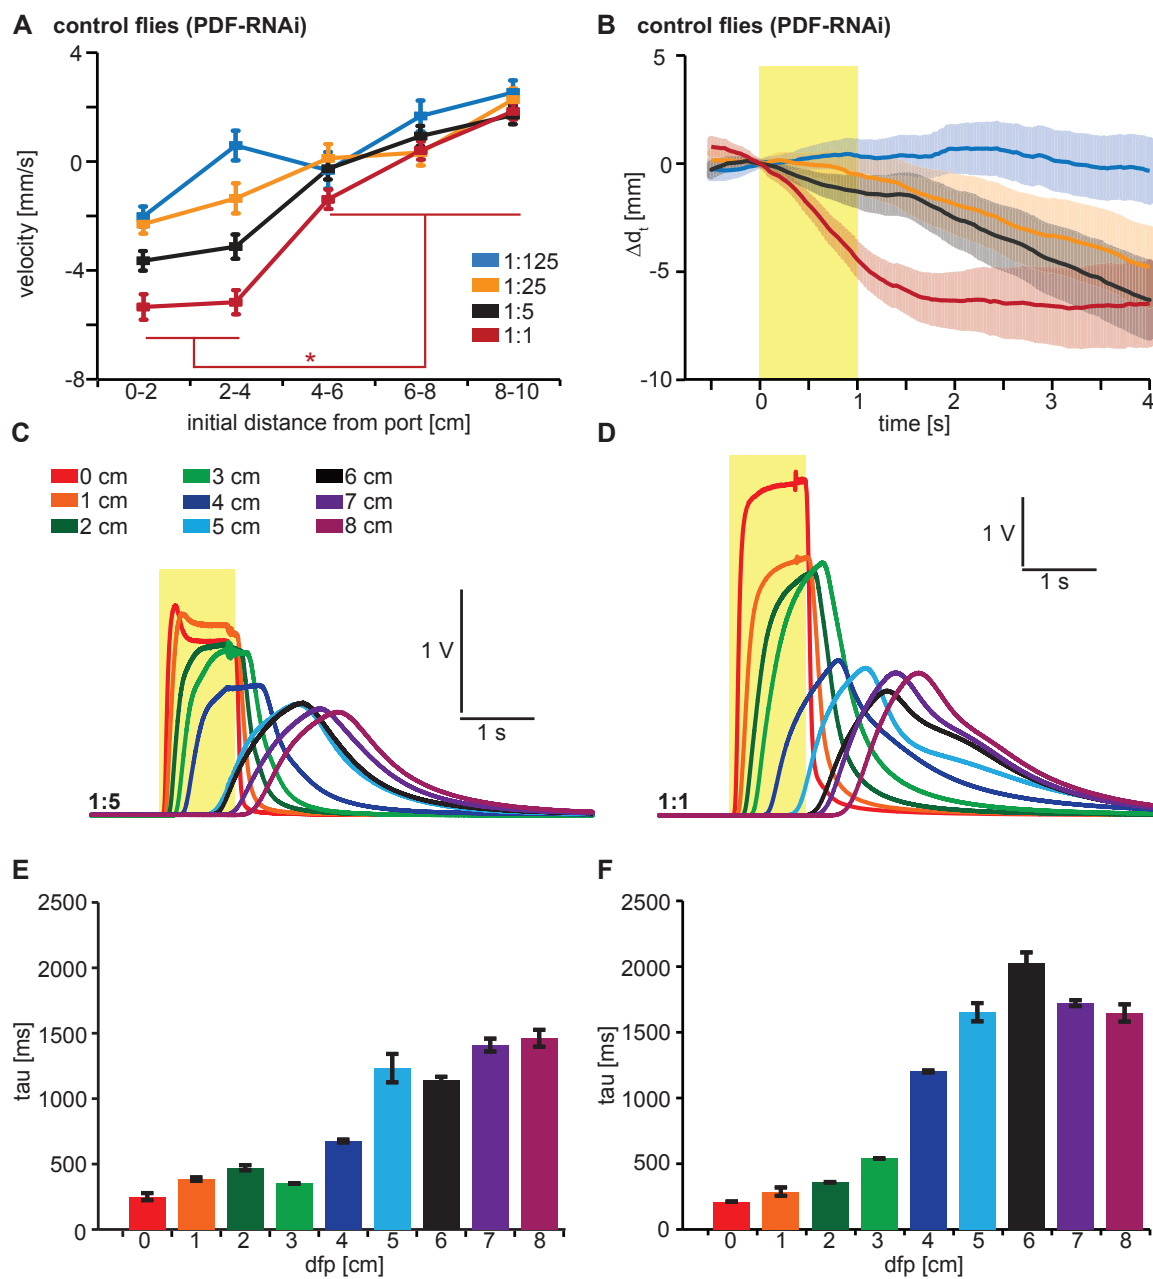 A control flies (PDF-RNAi)
4
0
-4
-8
velocity [mm/s]
0-2 2-4 4-6 6-8 8-10
initial distance from port [cm]
1:125
1:25
1:5
1:1
*
B control flies (PDF-RNAi)
5
0
-5
-10
Δdt [mm]
0 1 2 3 4
time [s]
C
0 cm 3 cm 6 cm
1 cm 4 cm 7 cm
2 cm 5 cm 8 cm
1 V
1 s
1:5
D
1 V
1 s
1:1
E
2500
2000
1500
1000
500
0
tau [ms]
0 1 2 3 4 5 6 7 8
dfp [cm]
F
2500
2000
1500
1000
500
0
tau [ms]
0 1 2 3 4 5 6 7 8
dfp [cm]